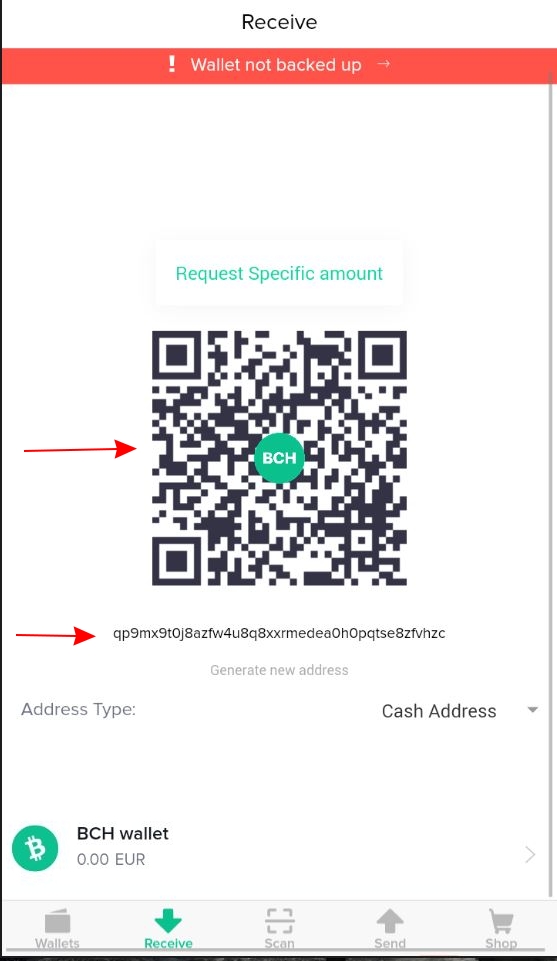 Receive
! Wallet not backed up →
Request Specific amount
BCH
qp9mx9t0j8azfw4u8q8xxrmedea0h0pqtse8zfvhzc
Generate new address
Address Type: Cash Address
BCH wallet
0.00 EUR
Wallets Receive Scan Send Shop